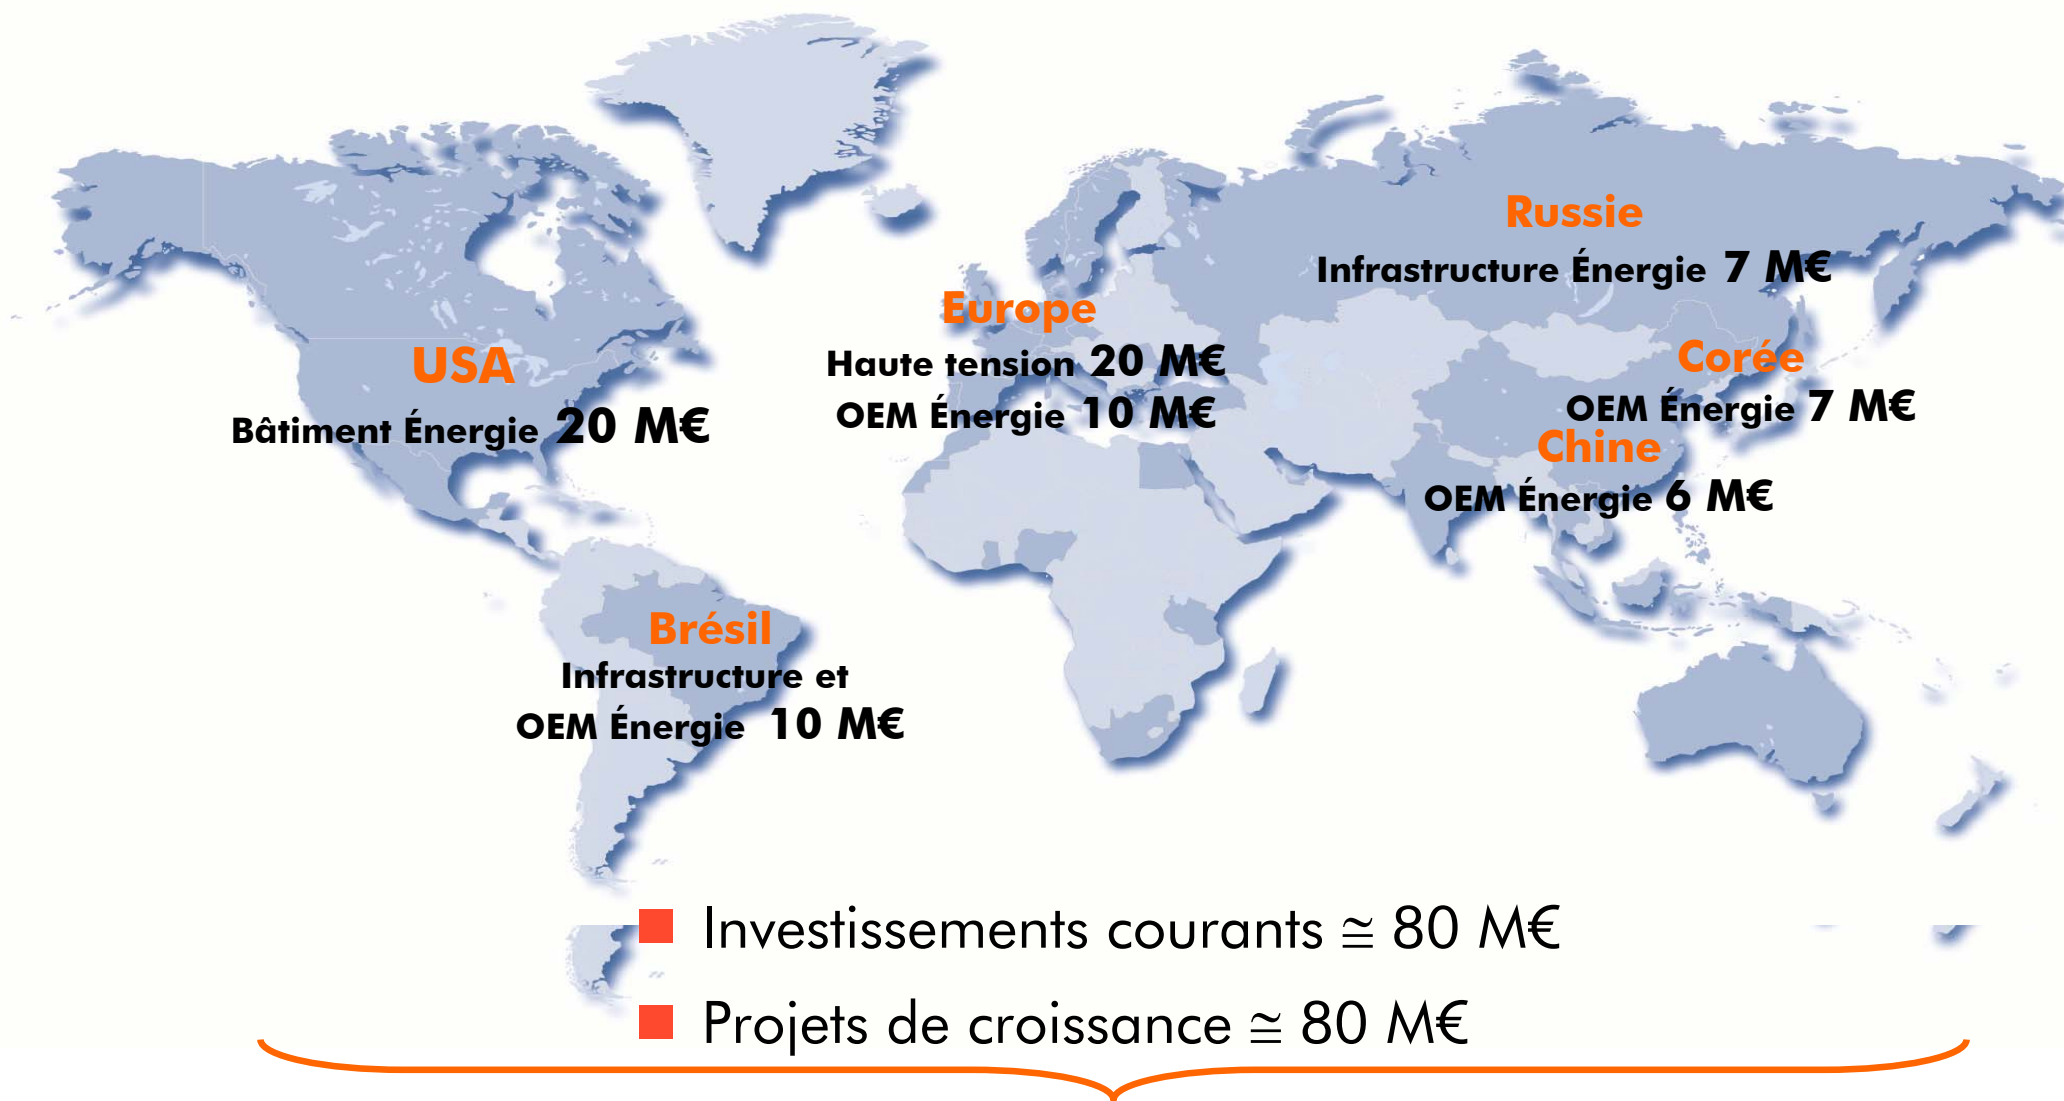 Russie
Infrastructure Énergie 7 M€
Europe
Haute tension 20 M€
OEM Énergie 10 M€
USA
Bâtiment Énergie 20 M€
Corée
OEM Énergie 7 M€
Chine
OEM Énergie 6 M€
Brésil
Infrastructure et
OEM Énergie 10 M€
Investissements courants ≅ 80 M€
Projets de croissance ≅ 80 M€